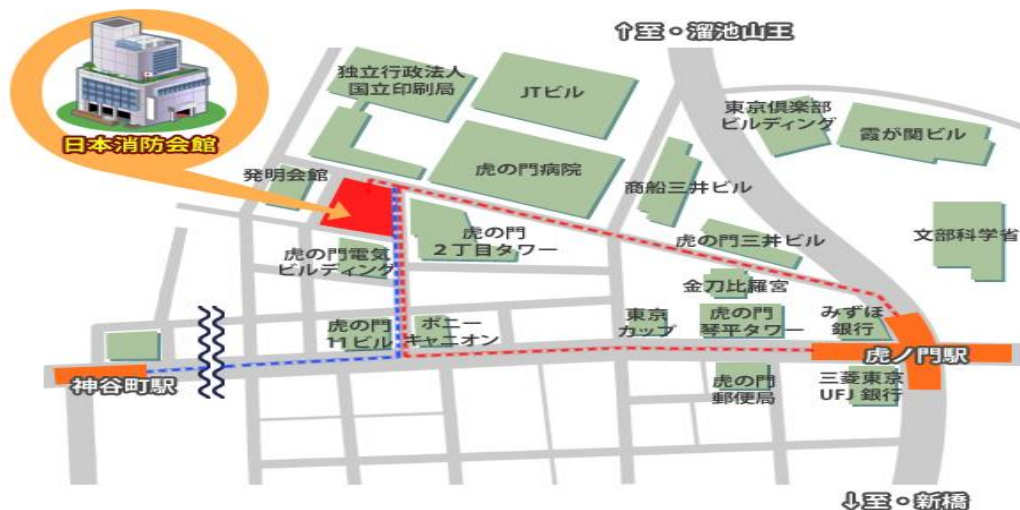 ↑至・溜池山王
独立行政法人
国立印刷局
JTビル
東京倶楽部
ビルディング
霞が関ビル
日本消防会館
発明会館
虎の門病院
商船三井ビル
虎の門
2丁目タワー
虎の門三井ビル
文部科学省
虎の門電気
ビルディング
金刀比羅宮
虎の門
11ビル
ポニー
キャニオン
東京
カップ
虎の門
琴平タワー
みずほ
銀行
虎ノ門駅
神谷町駅
虎の門
郵便局
三菱東京
UFJ 銀行
↓至・新橋